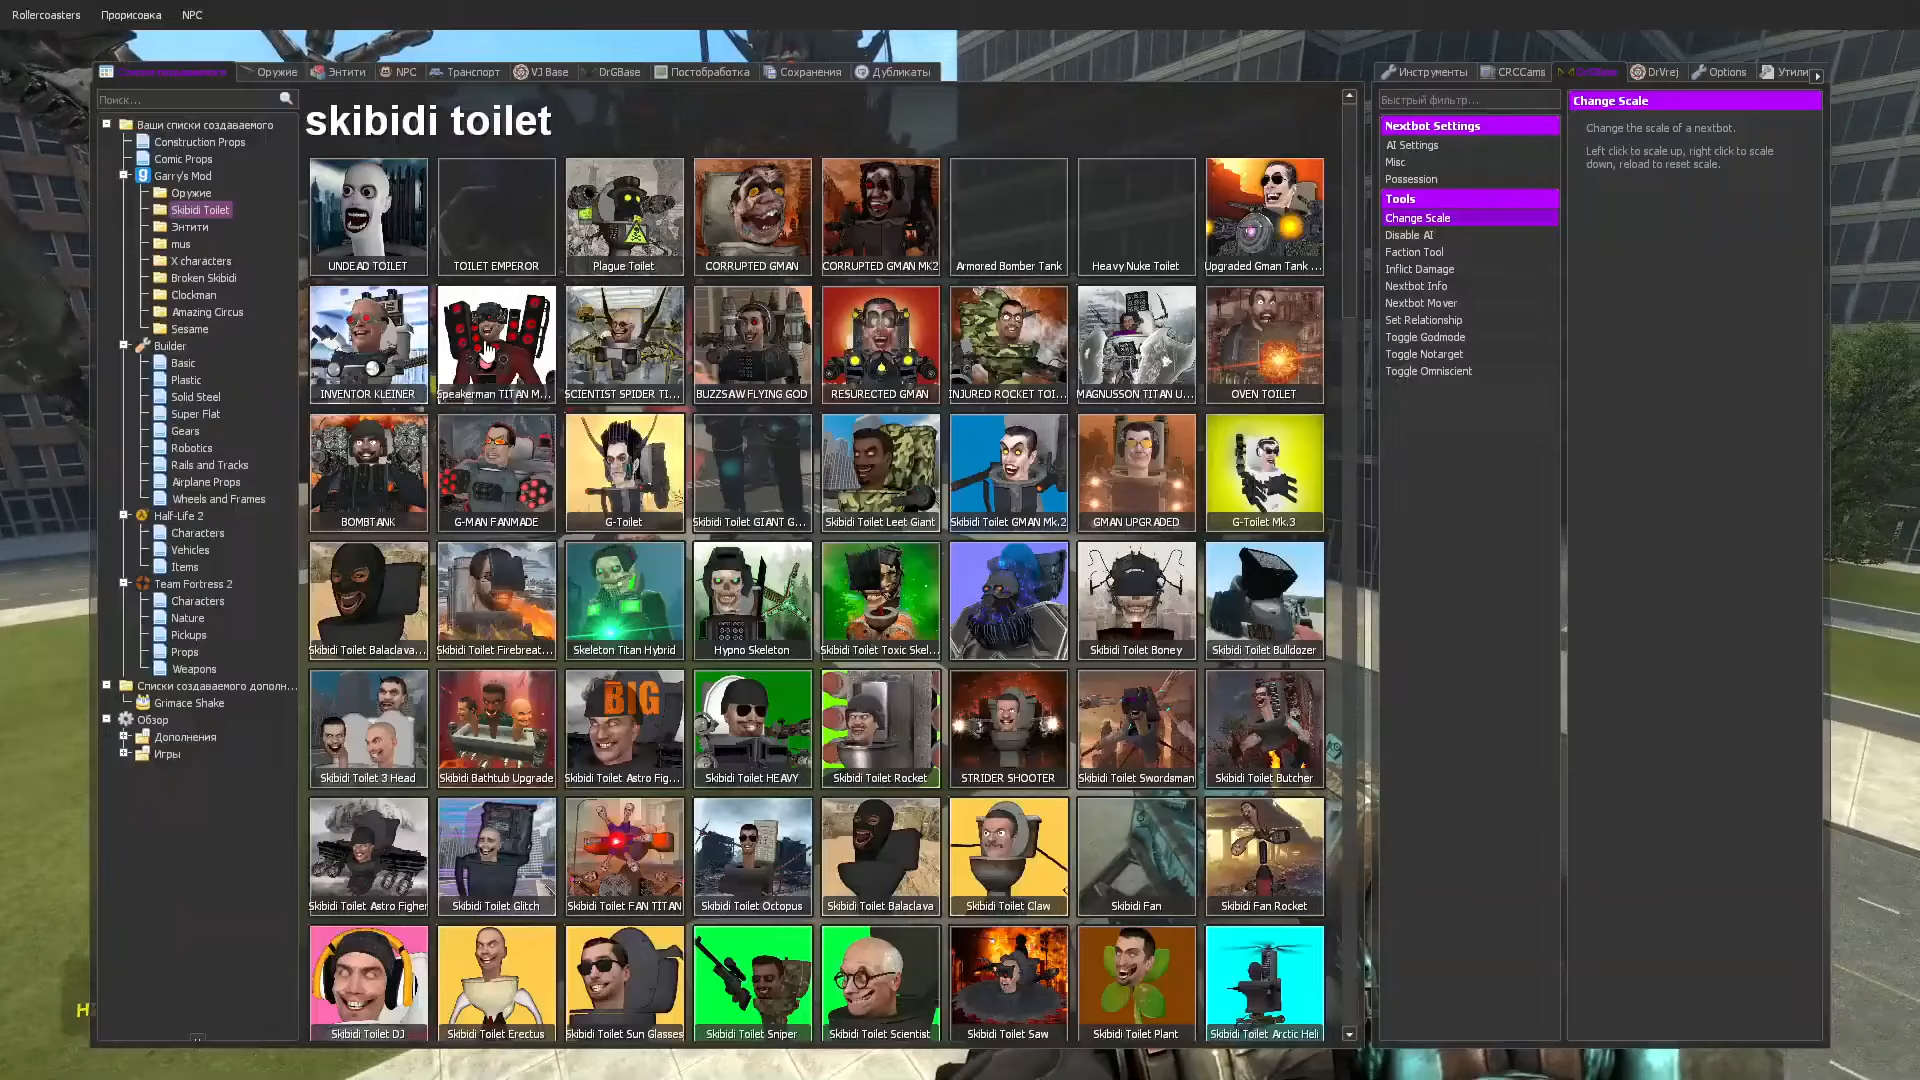 Rollercoasters Прорисовка NPC
Оружие Энтити NPC Транспорт VJ Base DrGBase Постобработка Сохранения Дубликаты
Инструменты CRCCams DrGBase DrVrej Options Утили
Поиск...
Ваши списки создаваемого
Construction Props
Comic Props
Garry's Mod
Оружие
Skibidi Toilet
Энтити
mus
X characters
Broken Skibidi
Clockman
Amazing Circus
Sesame
Builder
Basic
Plastic
Solid Steel
Super Flat
Gears
Robotics
Rails and Tracks
Airplane Props
Wheels and Frames
Half-Life 2
Characters
Vehicles
Items
Team Fortress 2
Characters
Nature
Pickups
Props
Weapons
Списки создаваемого дополн...
Grimace Shake
Обзор
Дополнения
Игры
skibidi toilet
UNDEAD TOILET TOILET EMPEROR Plague Toilet CORRUPTED GMAN CORRUPTED GMAN MK2 Armored Bomber Tank Heavy Nuke Toilet Upgraded Gman Tank ...
INVENTOR KLEINER Speakerman TITAN M... SCIENTIST SPIDER TI... BUZZSAW FLYING GOD RESURECTED GMAN INJURED ROCKET TOI... MAGNUSSON TITAN U... OVEN TOILET
BOMBTANK G-MAN FANMADE G-Toilet Skibidi Toilet GIANT G... Skibidi Toilet Leet Giant Skibidi Toilet GMAN Mk.2 GMAN UPGRADED G-Toilet Mk.3
Skibidi Toilet Balaclava... Skibidi Toilet Firebreat... Skeleton Titan Hybrid Hypno Skeleton Skibidi Toilet Toxic Skel... Skibidi Toilet Boney Skibidi Toilet Bulldozer
BIG
Skibidi Toilet 3 Head Skibidi Bathtub Upgrade Skibidi Toilet Astro Fig... Skibidi Toilet HEAVY Skibidi Toilet Rocket STRIDER SHOOTER Skibidi Toilet Swordsman Skibidi Toilet Butcher
Skibidi Toilet Astro Figher Skibidi Toilet Glitch Skibidi Toilet FAN TITAN Skibidi Toilet Octopus Skibidi Toilet Balaclava Skibidi Toilet Claw Skibidi Fan Skibidi Fan Rocket
Skibidi Toilet DJ Skibidi Toilet Erectus Skibidi Toilet Sun Glasses Skibidi Toilet Sniper Skibidi Toilet Scientist Skibidi Toilet Saw Skibidi Toilet Plant Skibidi Toilet Arctic Heli
Быстрый фильтр...
Nextbot Settings
AI Settings
Misc
Possession
Tools
Change Scale
Disable AI
Faction Tool
Inflict Damage
Nextbot Info
Nextbot Mover
Set Relationship
Toggle Godmode
Toggle Notarget
Toggle Omniscient
Change Scale
Change the scale of a nextbot.
Left click to scale up, right click to scale
down, reload to reset scale.